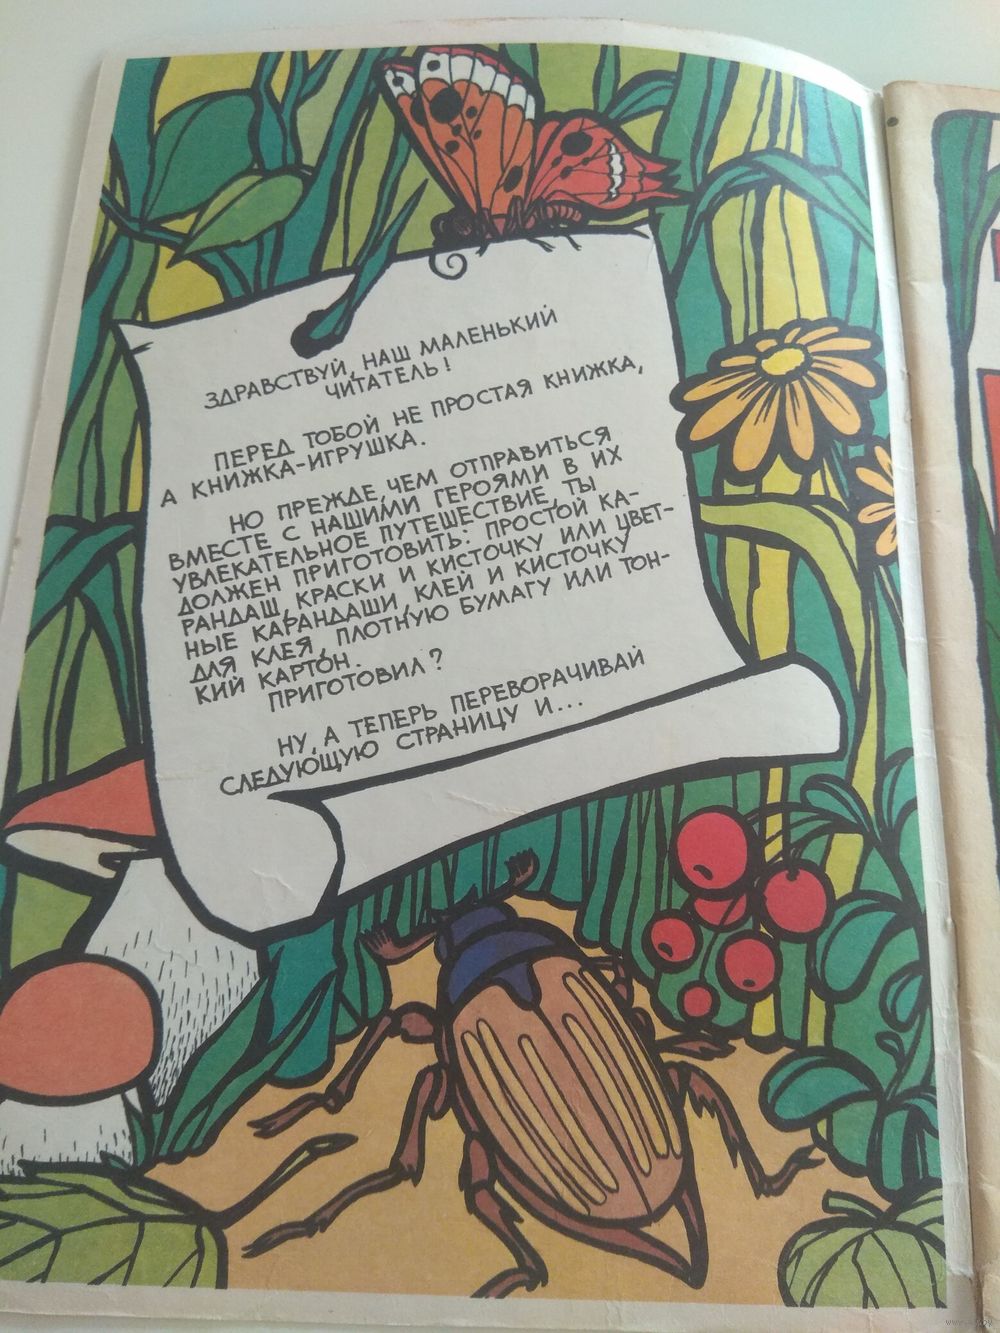 ЗДРАВСТВУЙ, НАШ МАЛЕНЬКИЙ
ЧИТАТЕЛЬ!
ПЕРЕД ТОБОЙ НЕ ПРОСТАЯ КНИЖКА,
А КНИЖКА-ИГРУШКА.
НО ПРЕЖДЕ, ЧЕМ ОТПРАВИТЬСЯ
ВМЕСТЕ С НАШИМИ ГЕРОЯМИ В ИХ
УВЛЕКАТЕЛЬНОЕ ПУТЕШЕСТВИЕ, ТЫ
ДОЛЖЕН ПРИГОТОВИТЬ: ПРОСТОЙ КА-
РАНДАШ, КРАСКИ И КИСТОЧКУ ИЛИ ЦВЕТ-
НЫЕ КАРАНДАШИ, КЛЕЙ И КИСТОЧКУ
ДЛЯ КЛЕЯ, ПЛОТНУЮ БУМАГУ ИЛИ ТОН-
КИЙ КАРТОН.
ПРИГОТОВИЛ?
НУ, А ТЕПЕРЬ ПЕРЕВОРАЧИВАЙ
СЛЕДУЮЩУЮ СТРАНИЦУ И...